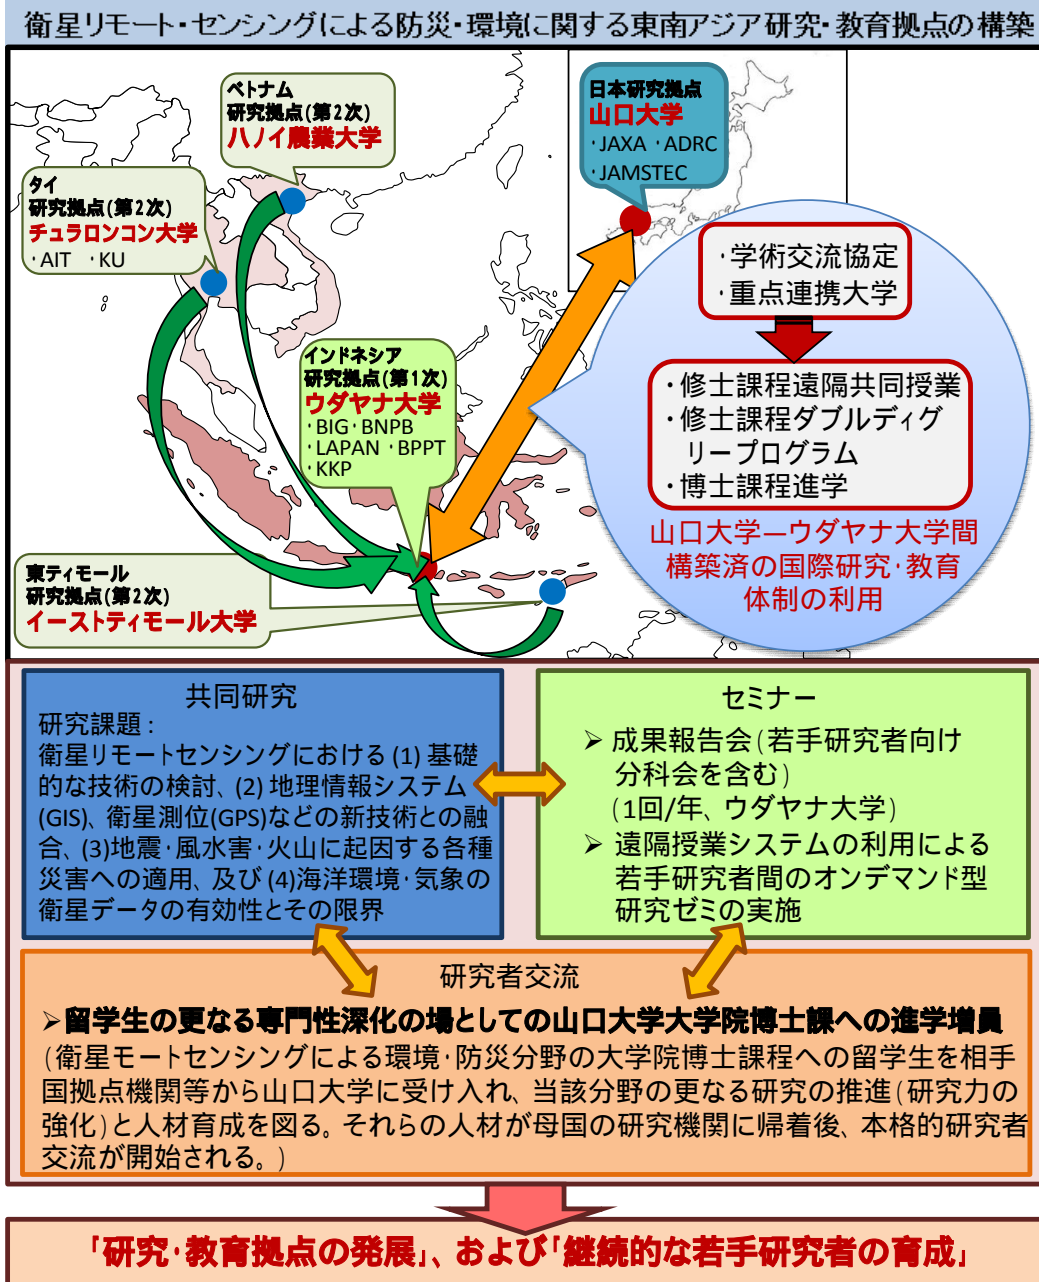 衛星リモート・センシングによる防災・環境に関する東南アジア研究・教育拠点の構築
ベトナム
研究拠点(第2次)
ハノイ農業大学
タイ
研究拠点(第2次)
チュラロンコン大学
・AIT ・KU
日本研究拠点
山口大学
・JAXA ・ADRC
・JAMSTEC
インドネシア
研究拠点(第1次)
ウダヤナ大学
・BIG・BNPB
・LAPAN ・BPPT
・KKP
東ティモール
研究拠点(第2次)
イーストティモール大学
・学術交流協定
・重点連携大学
・修士課程遠隔共同授業
・修士課程ダブルディグ
リープログラム
・博士課程進学
山口大学―ウダヤナ大学間
構築済の国際研究・教育
体制の利用
共同研究
研究課題：
衛星リモートセンシングにおける (1) 基礎
的な技術の検討、(2) 地理情報システム
(GIS)、衛星測位(GPS)などの新技術との融
合、(3)地震・風水害・火山に起因する各種
災害への適用、及び (4)海洋環境・気象の
衛星データの有効性とその限界
セミナー
➢ 成果報告会(若手研究者向け
分科会を含む)
(1回/年、ウダヤナ大学)
➢ 遠隔授業システムの利用による
若手研究者間のオンデマンド型
研究ゼミの実施
研究者交流
➢留学生の更なる専門性深化の場としての山口大学大学院博士課への進学増員
(衛星モートセンシングによる環境・防災分野の大学院博士課程への留学生を相手
国拠点機関等から山口大学に受け入れ、当該分野の更なる研究の推進(研究力の
強化)と人材育成を図る。それらの人材が母国の研究機関に帰着後、本格的研究者
交流が開始される。)
「研究・教育拠点の発展」、および「継続的な若手研究者の育成」